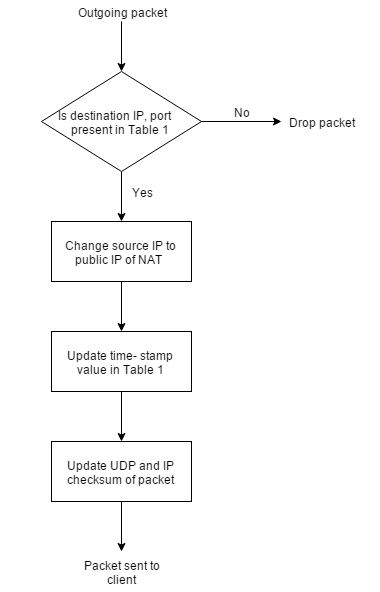 Outgoing packet
Is destination IP, port
present in Table 1
No
Drop packet
Yes
Change source IP to
public IP of NAT
Update time- stamp
value in Table 1
Update UDP and IP
checksum of packet
Packet sent to
client